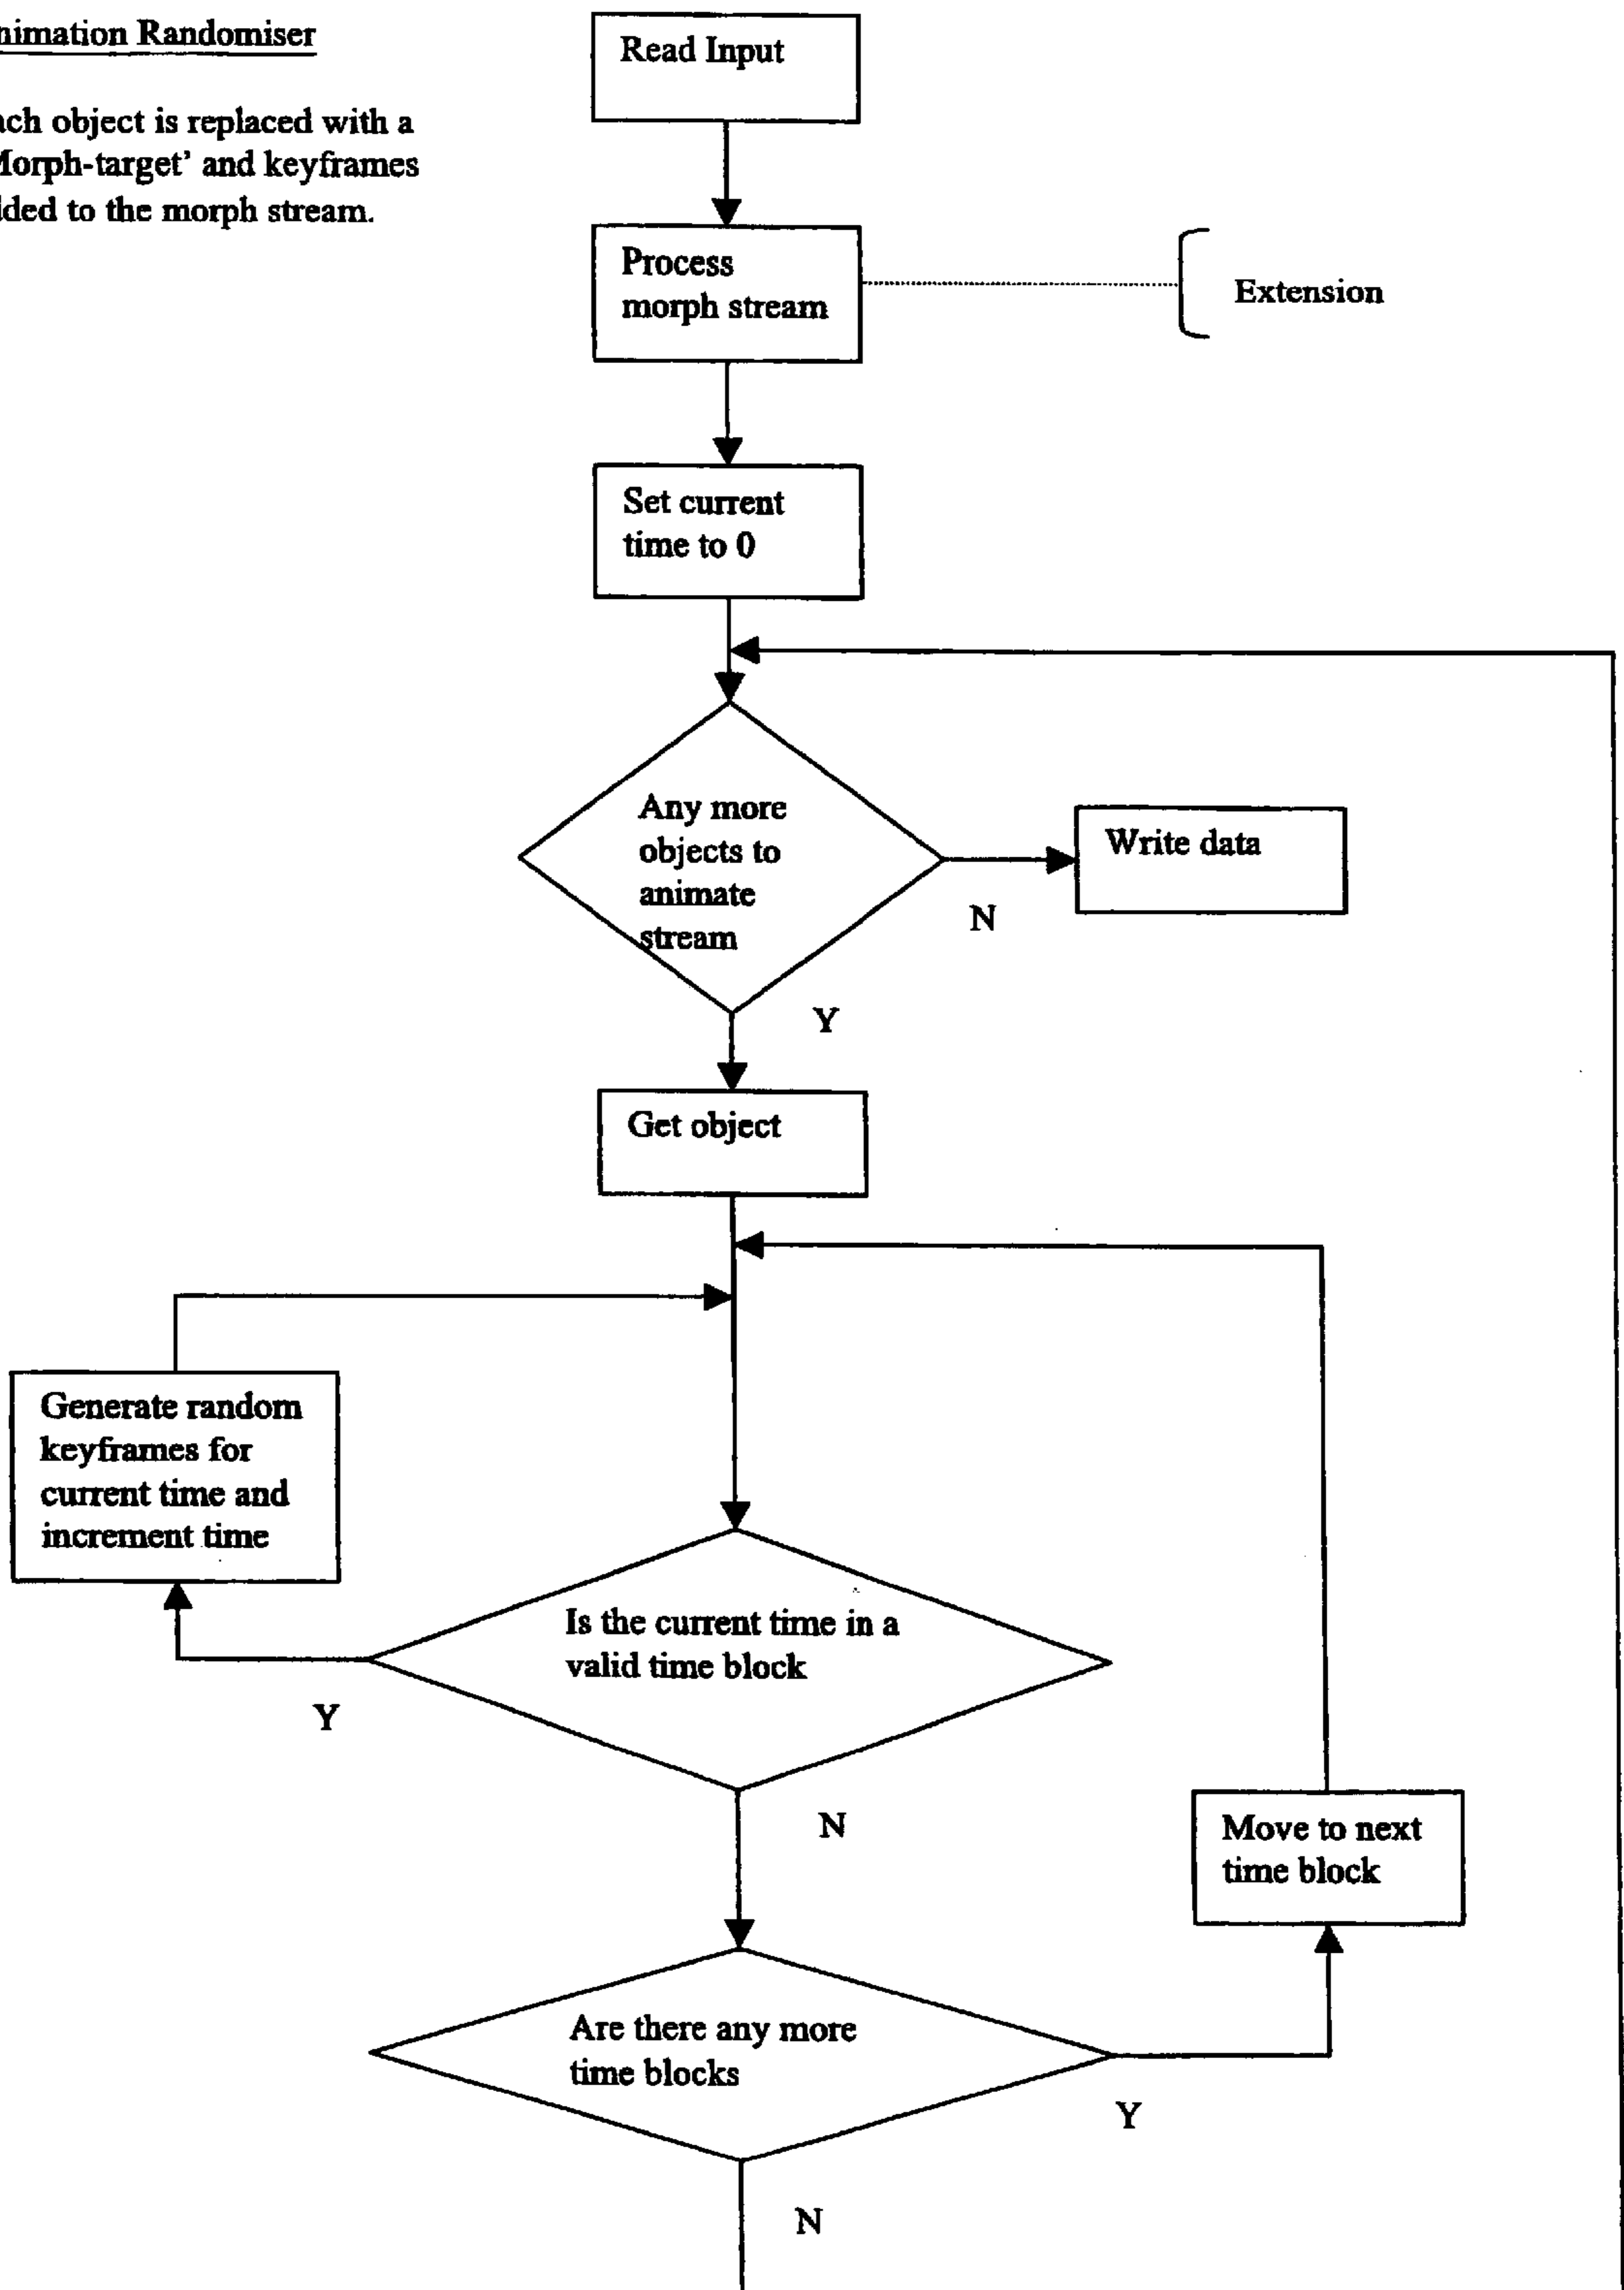 nimation Randomiser
ach object is replaced with a
Morph-target’ and keyframes
dded to the morph stream.
Read Input
Process
morph stream
Extension
Set current
time to 0
Any more
objects to
animate
stream
Write data
N
Y
Get object
Generate random
keyframes for
current time and
increment time
Is the current time in a
valid time block
Y
N
Move to next
time block
Are there any more
time blocks
Y
N